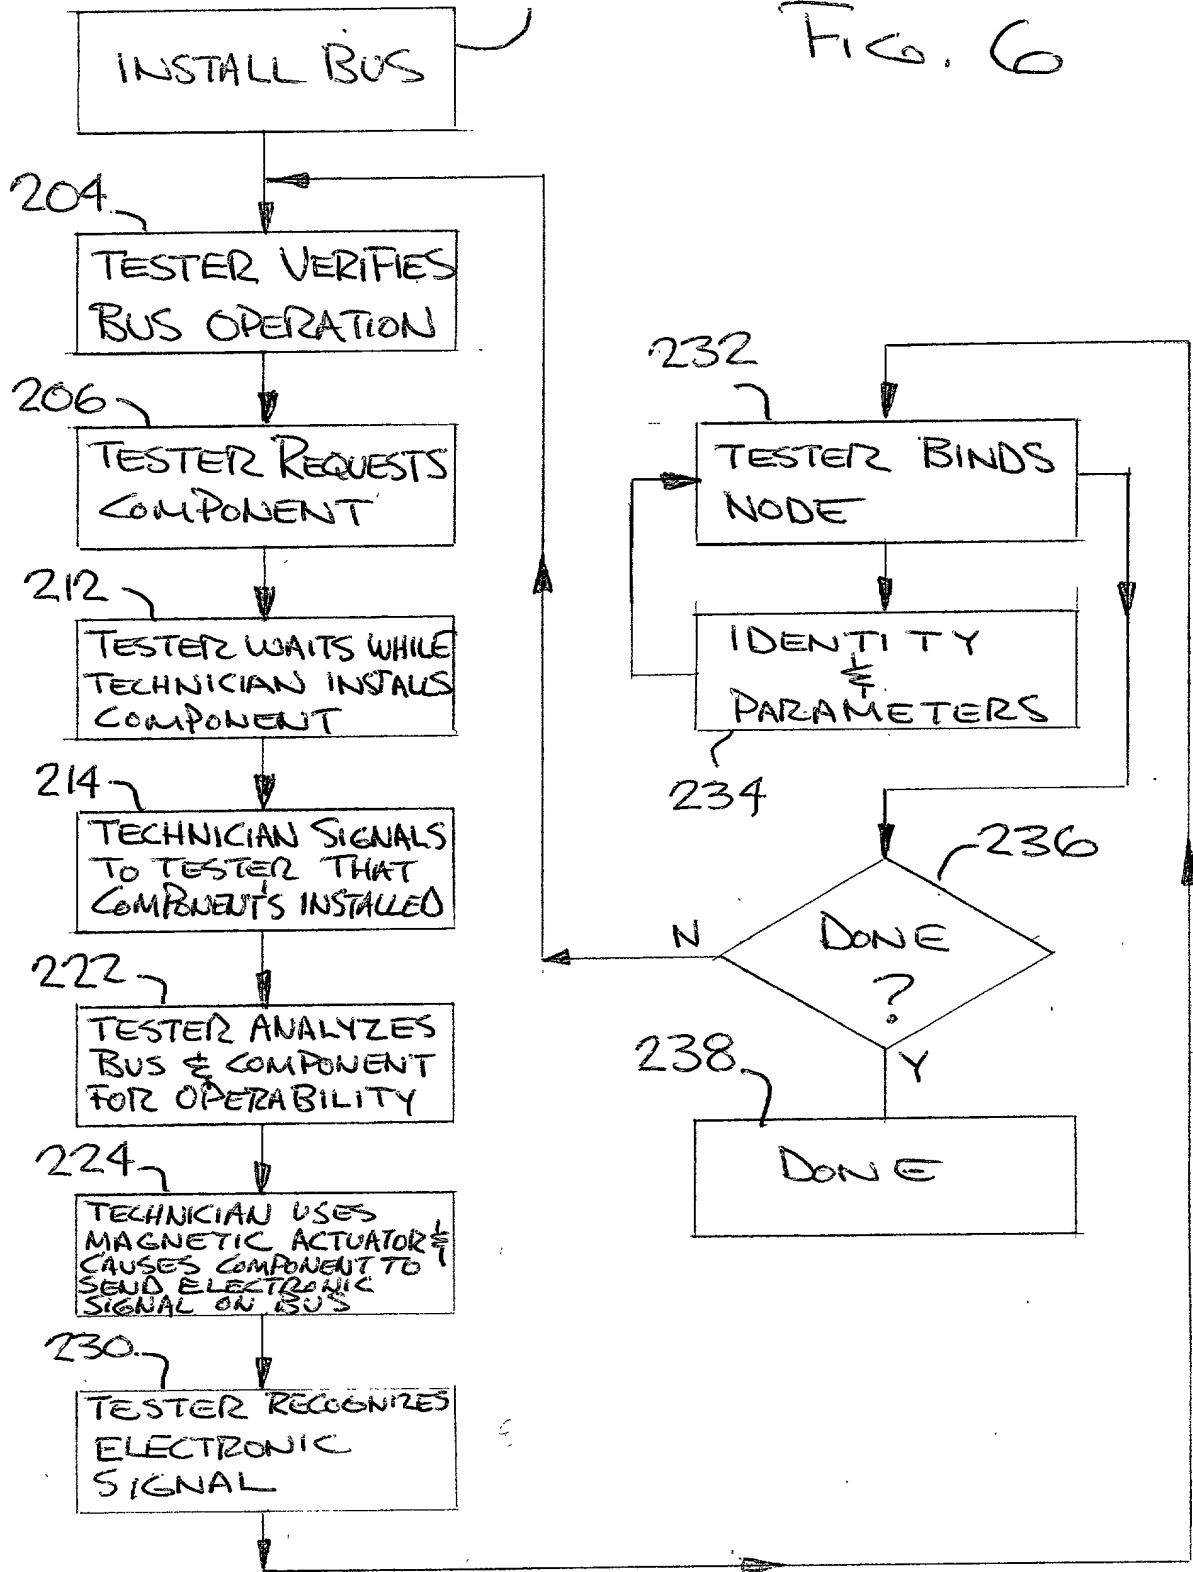 FIG. 6
INSTALL BUS
204
TESTER VERIFIES
BUS OPERATION
206
TESTER REQUESTS
COMPONENT
212
TESTER WAITS WHILE
TECHNICIAN INSTALLS
COMPONENT
214
TECHNICIAN SIGNALS
TO TESTER THAT
COMPONENT'S INSTALLED
222
TESTER ANALYZES
BUS & COMPONENT
FOR OPERABILITY
224
TECHNICIAN USES
MAGNETIC ACTUATOR &
CAUSES COMPONENT TO
SEND ELECTRONIC
SIGNAL ON BUS
230
TESTER RECOGNIZES
ELECTRONIC
SIGNAL
232
TESTER BINDS
NODE
IDENTITY
&
PARAMETERS
234
236
DONE
?
N
Y
238
DONE